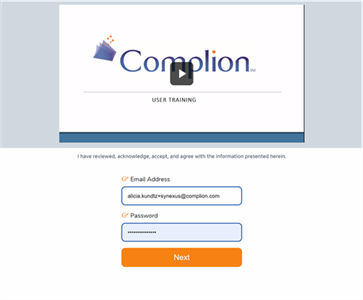 Complion
USER TRAINING
I have reviewed, acknowledge, accept, and agree with the information presented herein.
Email Address
alicia.kundtz+synexus@complion.com
Password
••••••••••••••
Next